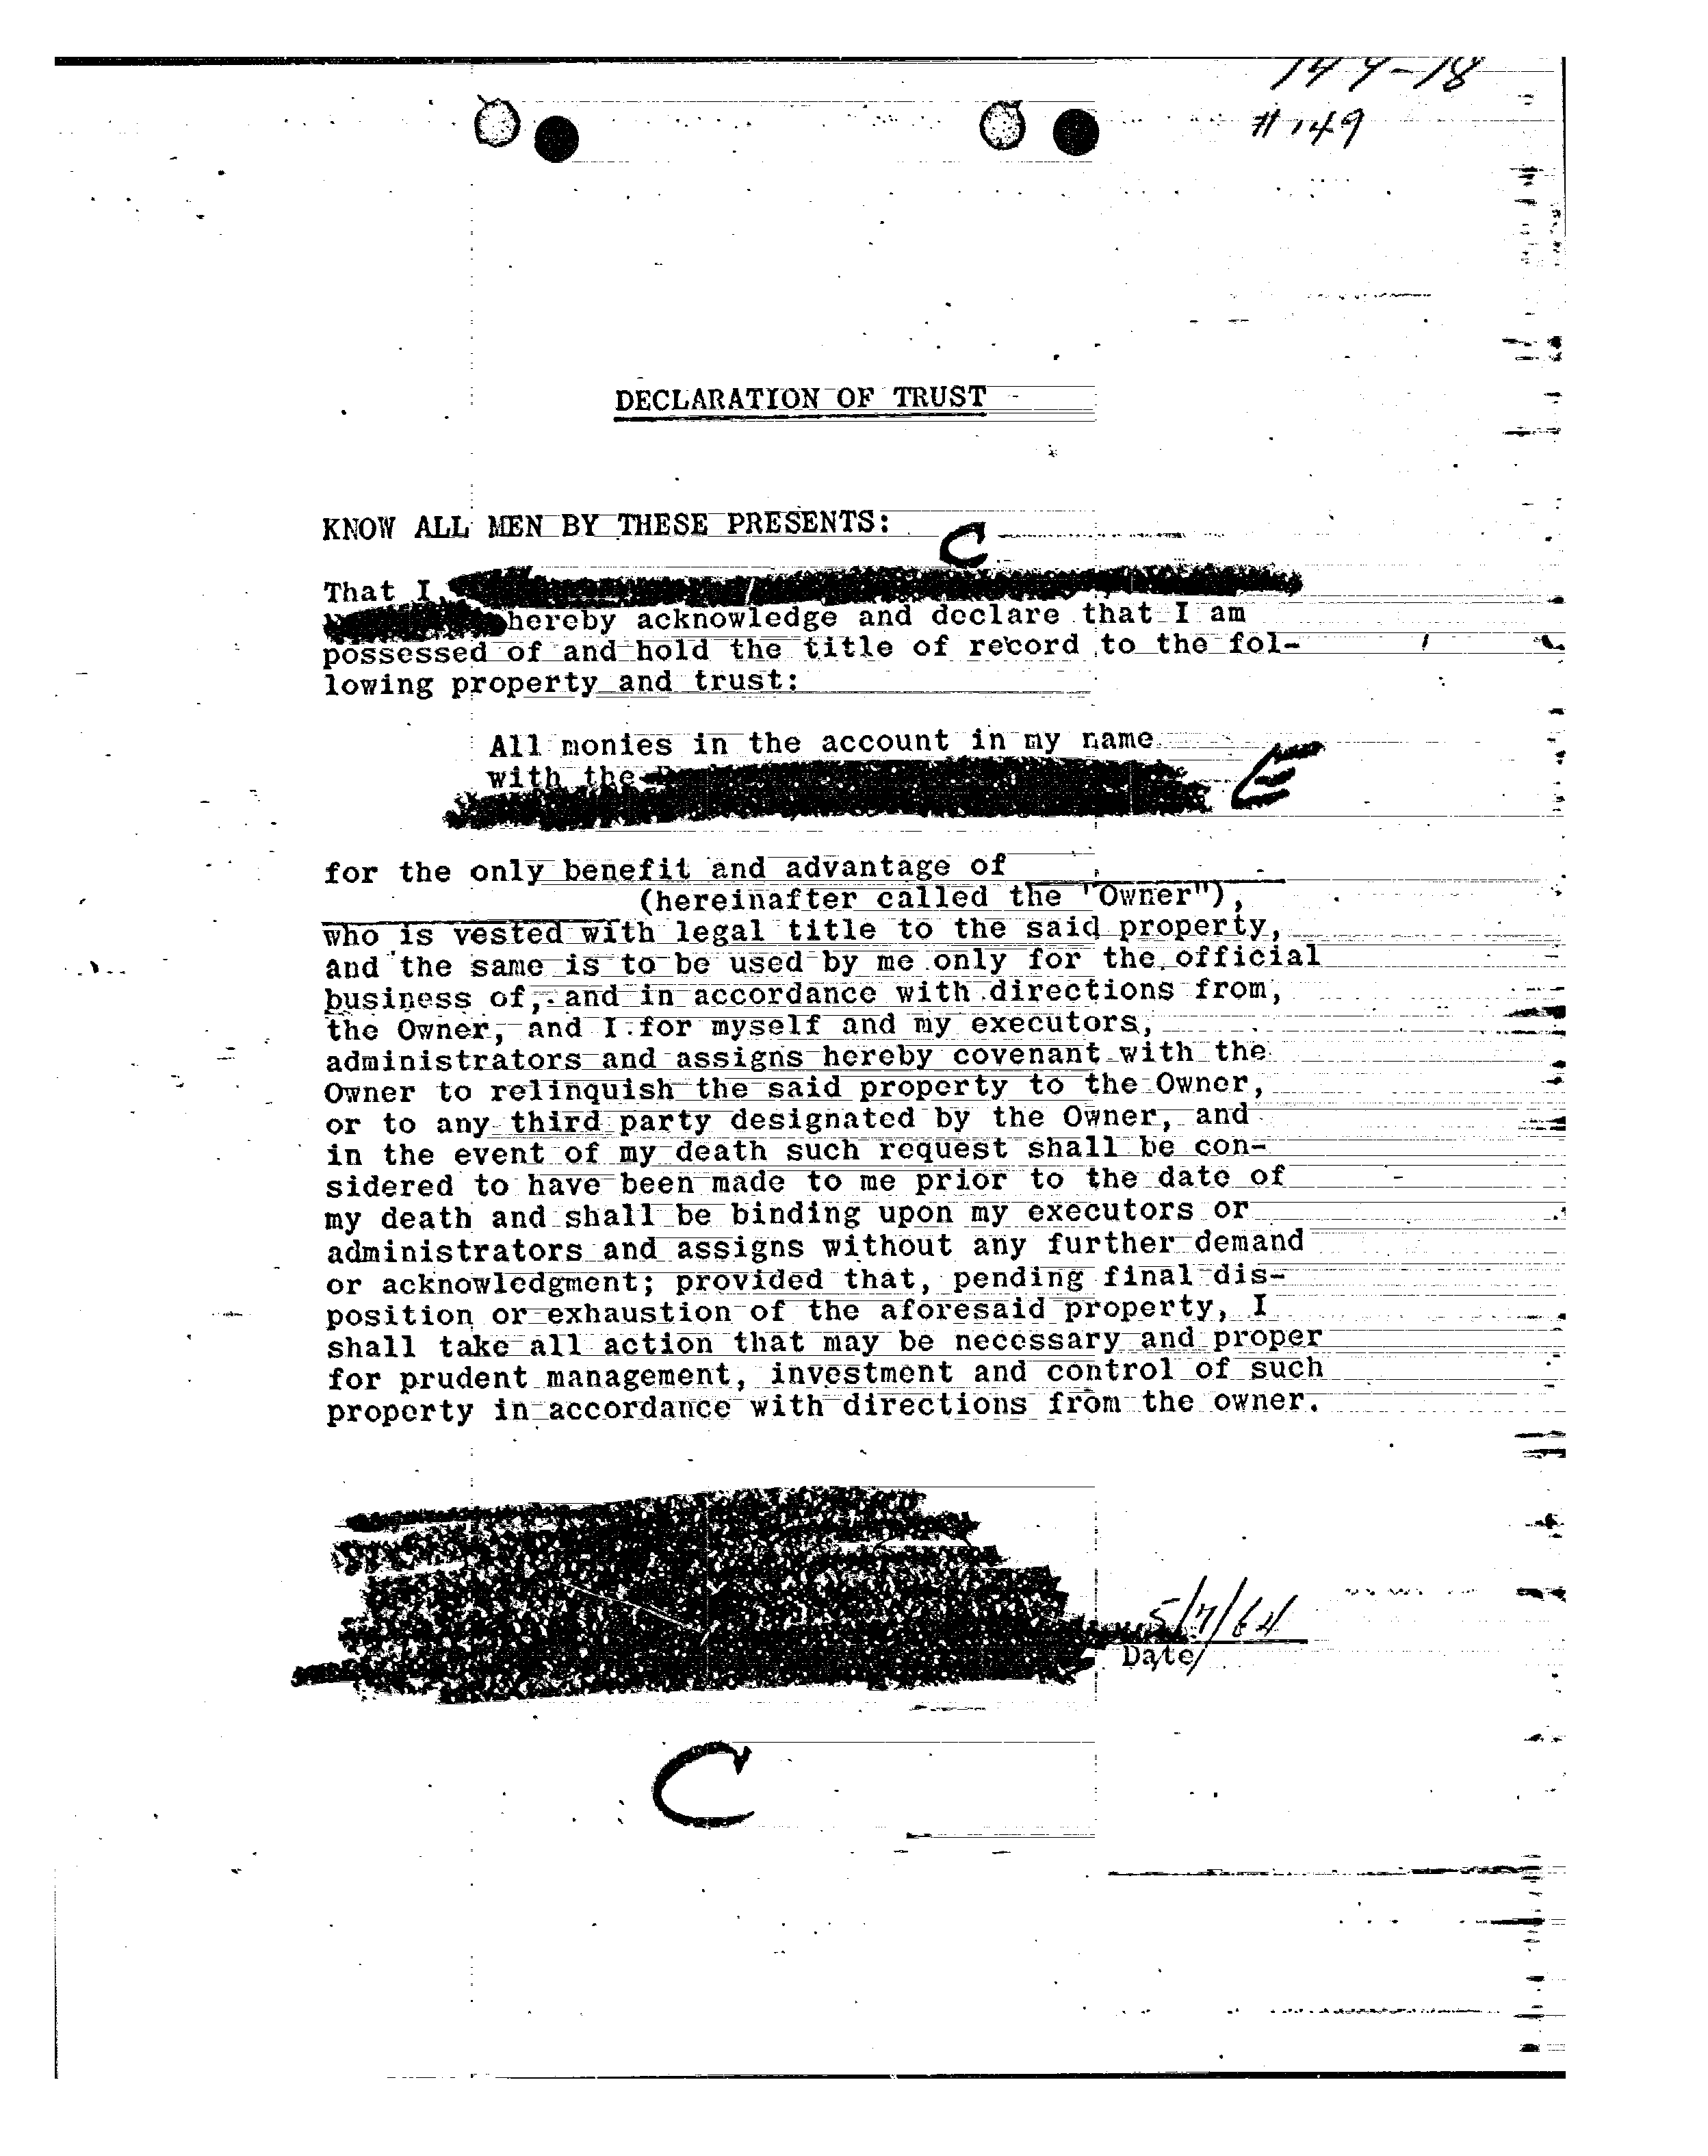 149-18
# 149
DECLARATION OF TRUST
KNOW ALL MEN BY THESE PRESENTS:
C
That I,
hereby acknowledge and declare that I am
possessed of and hold the title of record to the fol-
lowing property and trust:
All monies in the account in my name
with the
E
for the only benefit and advantage of
(hereinafter called the "Owner"),
who is vested with legal title to the said property,
and the same is to be used by me only for the official
business of, and in accordance with directions from,
the Owner, and I for myself and my executors,
administrators and assigns hereby covenant with the
Owner to relinquish the said property to the Owner,
or to any third party designated by the Owner, and
in the event of my death such request shall be con-
sidered to have been made to me prior to the date of
my death and shall be binding upon my executors or
administrators and assigns without any further demand
or acknowledgment; provided that, pending final dis-
position or exhaustion of the aforesaid property, I
shall take all action that may be necessary and proper
for prudent management, investment and control of such
property in accordance with directions from the owner.
5/7/64
Date
C